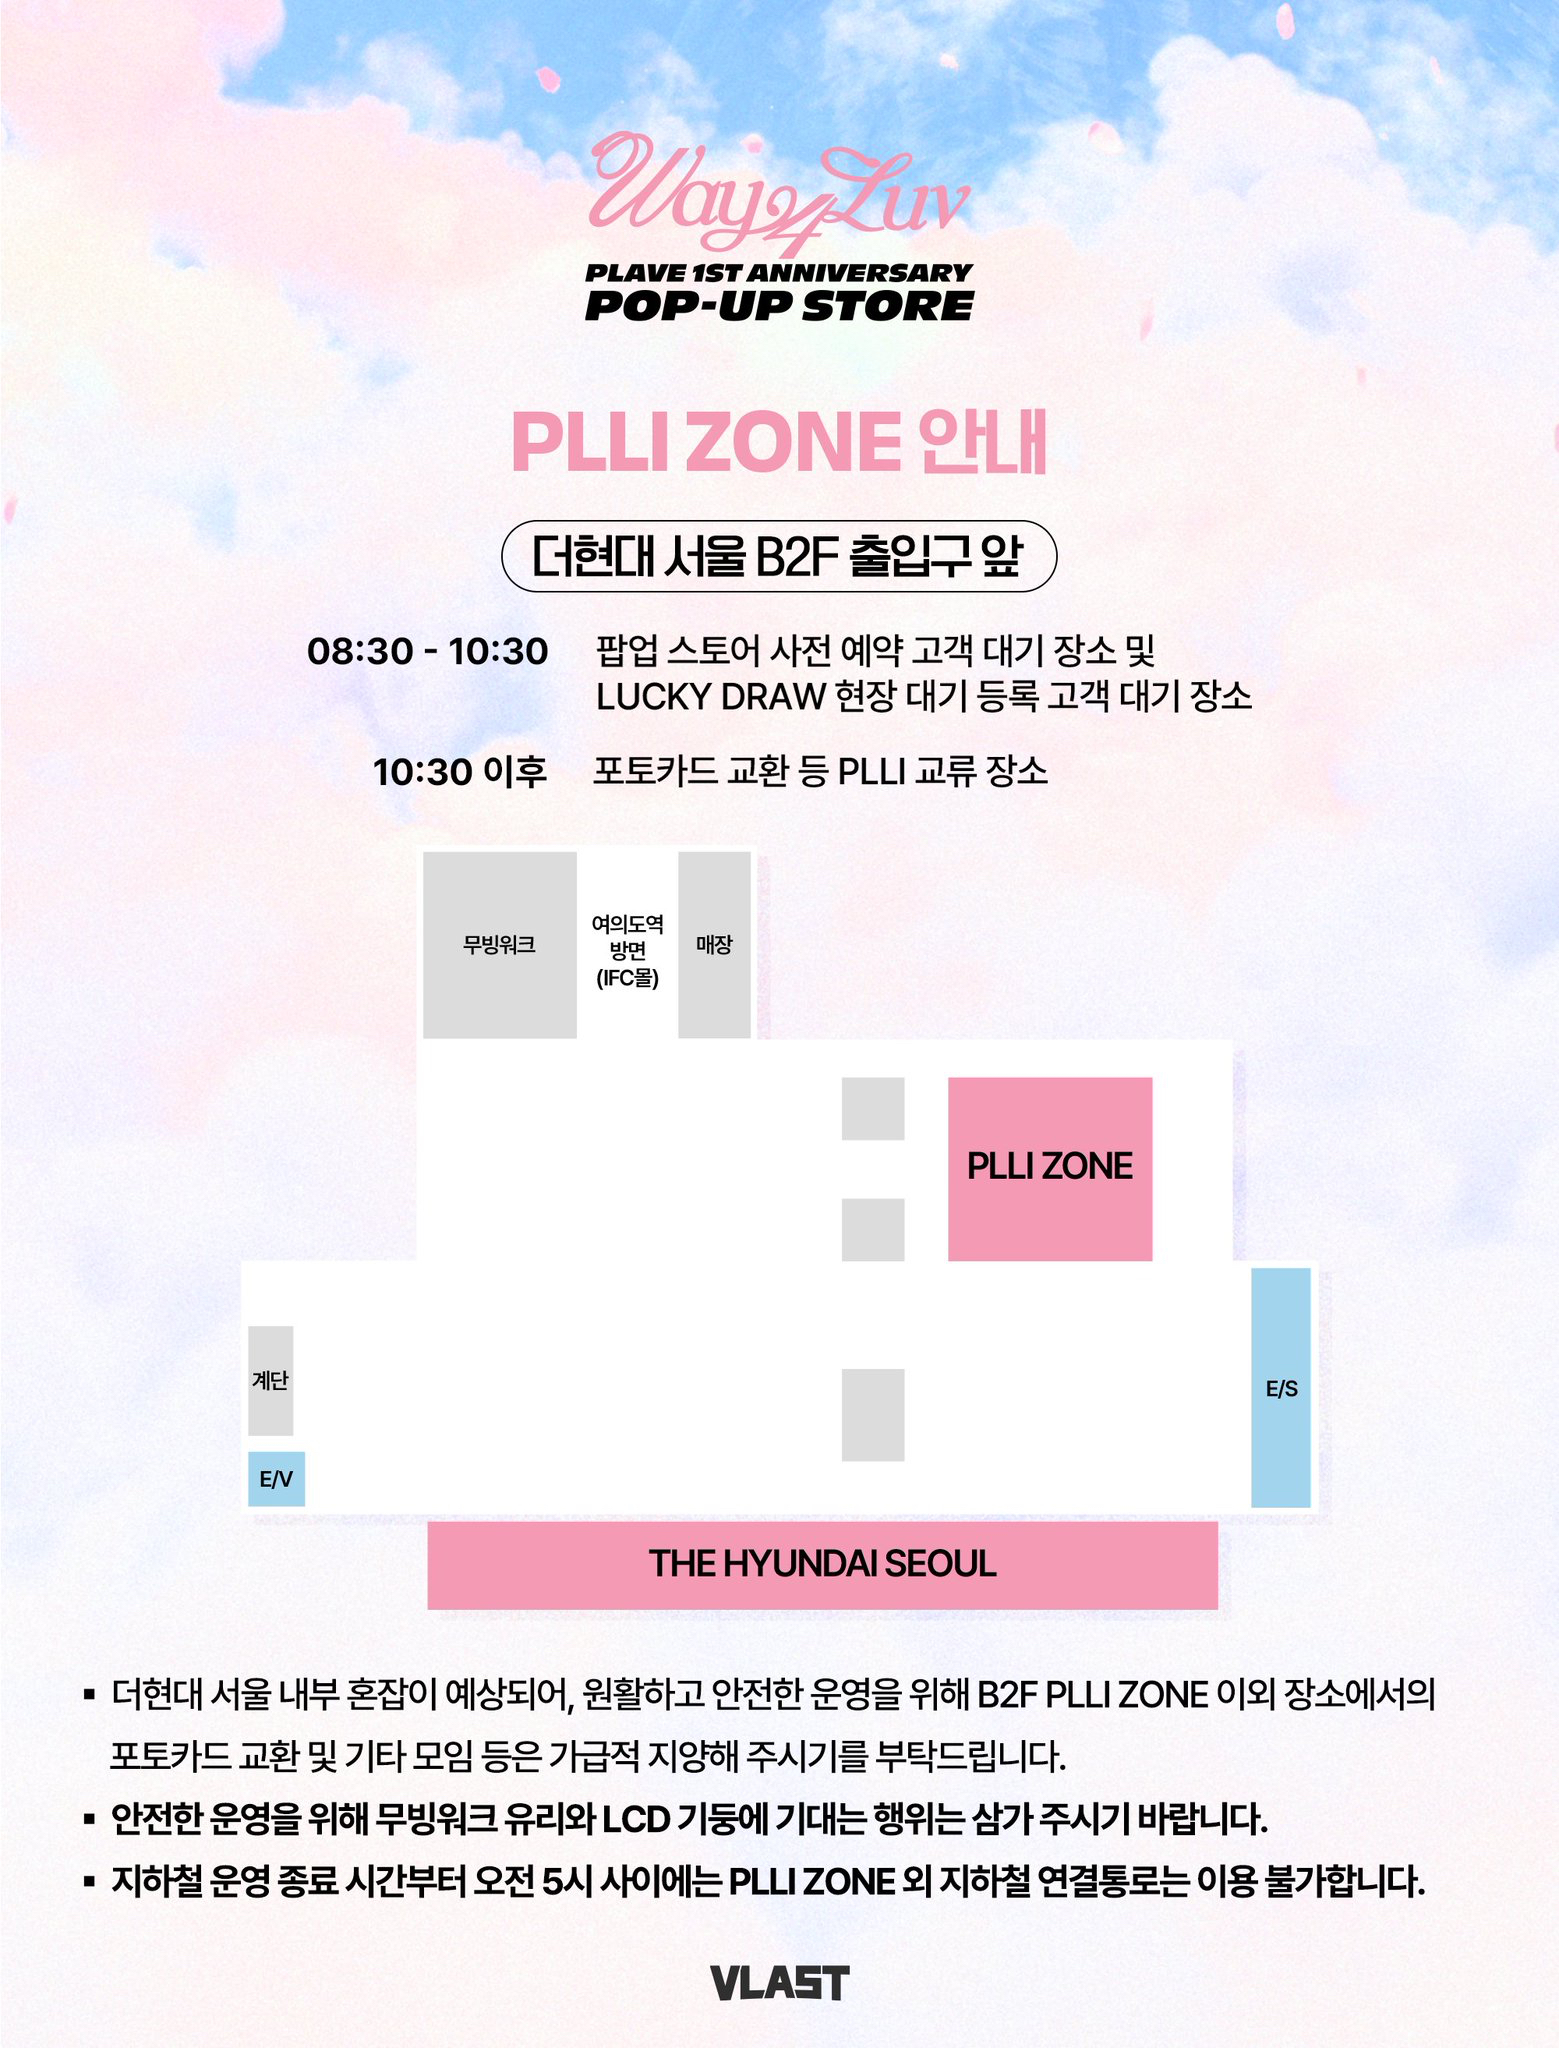 Way 4 Luv
PLAVE 1ST ANNIVERSARY
POP-UP STORE
PLLI ZONE 안내
더현대 서울 B2F 출입구 앞
08:30 - 10:30 팝업 스토어 사전 예약 고객 대기 장소 및
LUCKY DRAW 현장 대기 등록 고객 대기 장소
10:30 이후 포토카드 교환 등 PLLI 교류 장소
무빙워크
여의도역
방면
(IFC몰)
매장
PLLI ZONE
계단
E/V
E/S
THE HYUNDAI SEOUL
▪ 더현대 서울 내부 혼잡이 예상되어, 원활하고 안전한 운영을 위해 B2F PLLI ZONE 이외 장소에서의
포토카드 교환 및 기타 모임 등은 가급적 지양해 주시기를 부탁드립니다.
▪ 안전한 운영을 위해 무빙워크 유리와 LCD 기둥에 기대는 행위는 삼가 주시기 바랍니다.
▪ 지하철 운영 종료 시간부터 오전 5시 사이에는 PLLI ZONE 외 지하철 연결통로는 이용 불가합니다.
VLAST